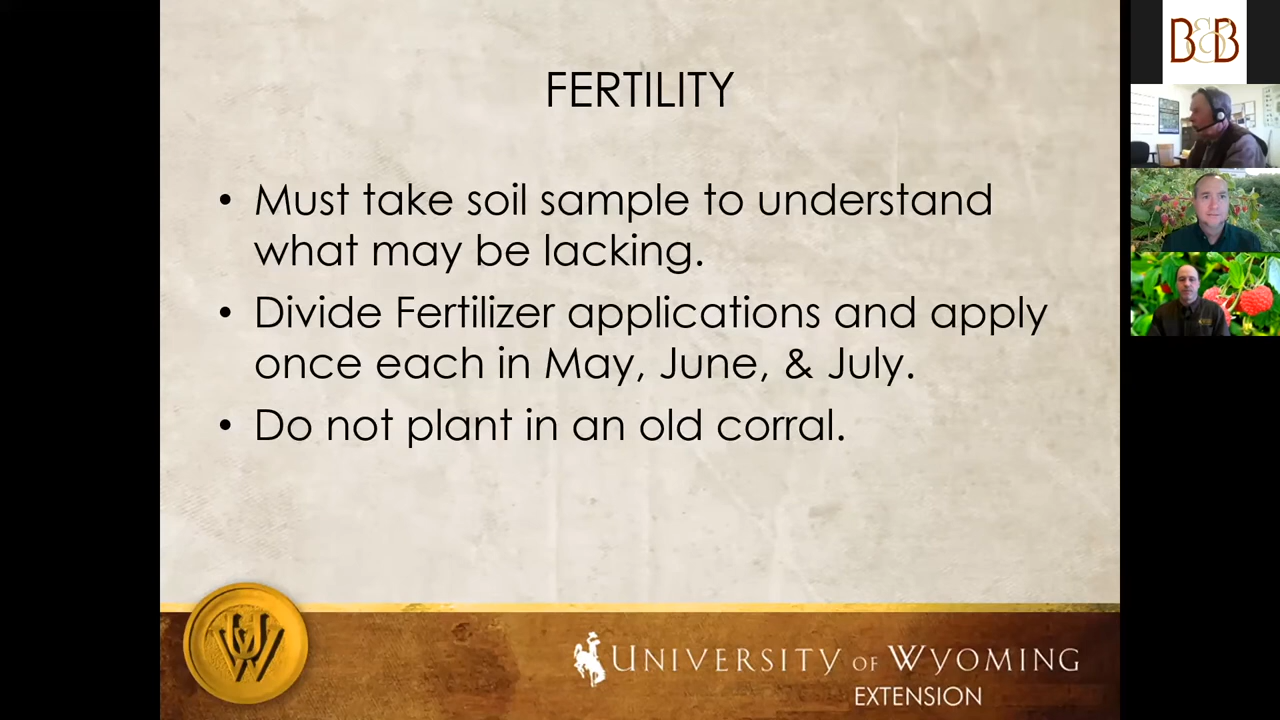 FERTILITY
• Must take soil sample to understand
what may be lacking.
• Divide Fertilizer applications and apply
once each in May, June, & July.
• Do not plant in an old corral.
UNIVERSITY OF WYOMING
EXTENSION
UW
B&B